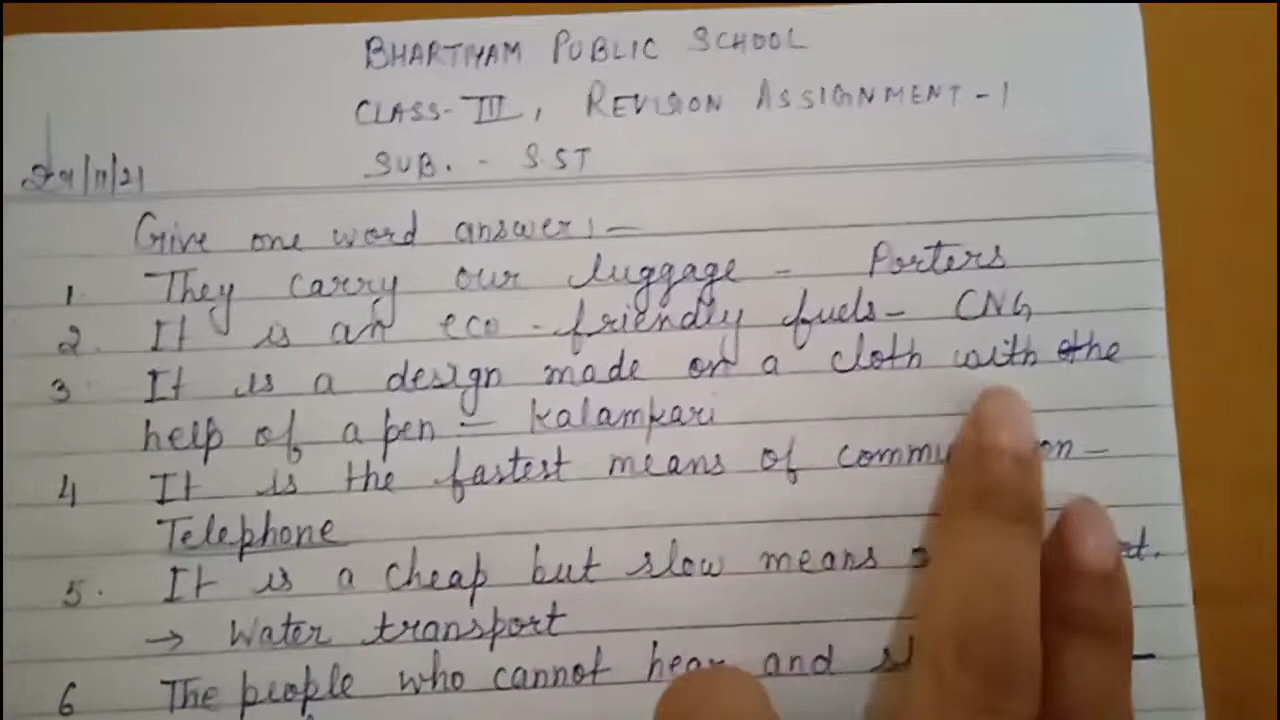 BHARTIYAM PUBLIC SCHOOL
CLASS-III, REVISION ASSIGNMENT-1
SUB. - S.ST
/11/21
Give one word answer:-
1. They carry our luggage - Porters
2. It is an eco-friendly fuels- CNG
3 It is a design made on a cloth with the
help of a pen - Kalamkari
4 It is the fastest means of
Telephone
5. It is a cheap but slow means
→ Water transport
6 The people who cannot hear and